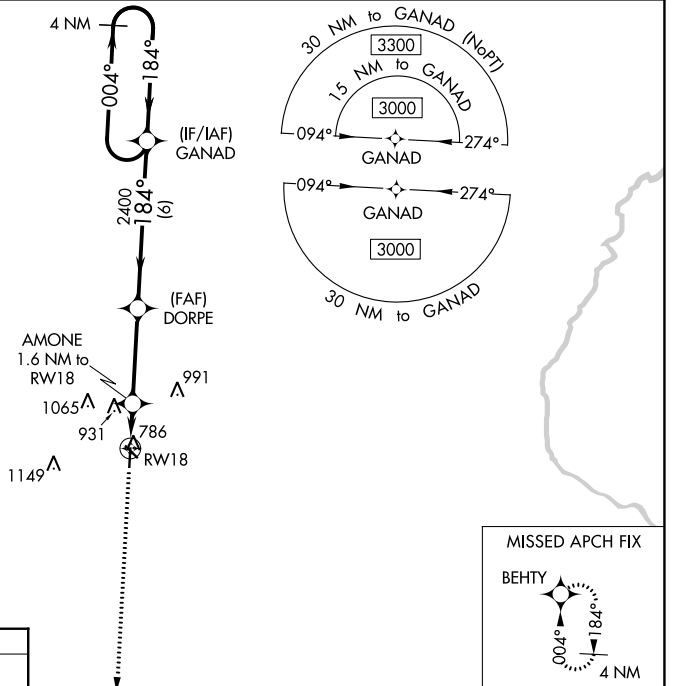 4 NM
004°
184°
(IF/IAF)
GANAD
2400
184°
(6)
(FAF)
DORPE
AMONE
1.6 NM to
RW18
991
1065
931
786
RW18
1149
30 NM to GANAD (NoPT)
3300
15 NM to GANAD
3000
094°
274°
GANAD
094°
274°
GANAD
3000
30 NM to GANAD
MISSED APCH FIX
BEHTY
004°
184°
4 NM